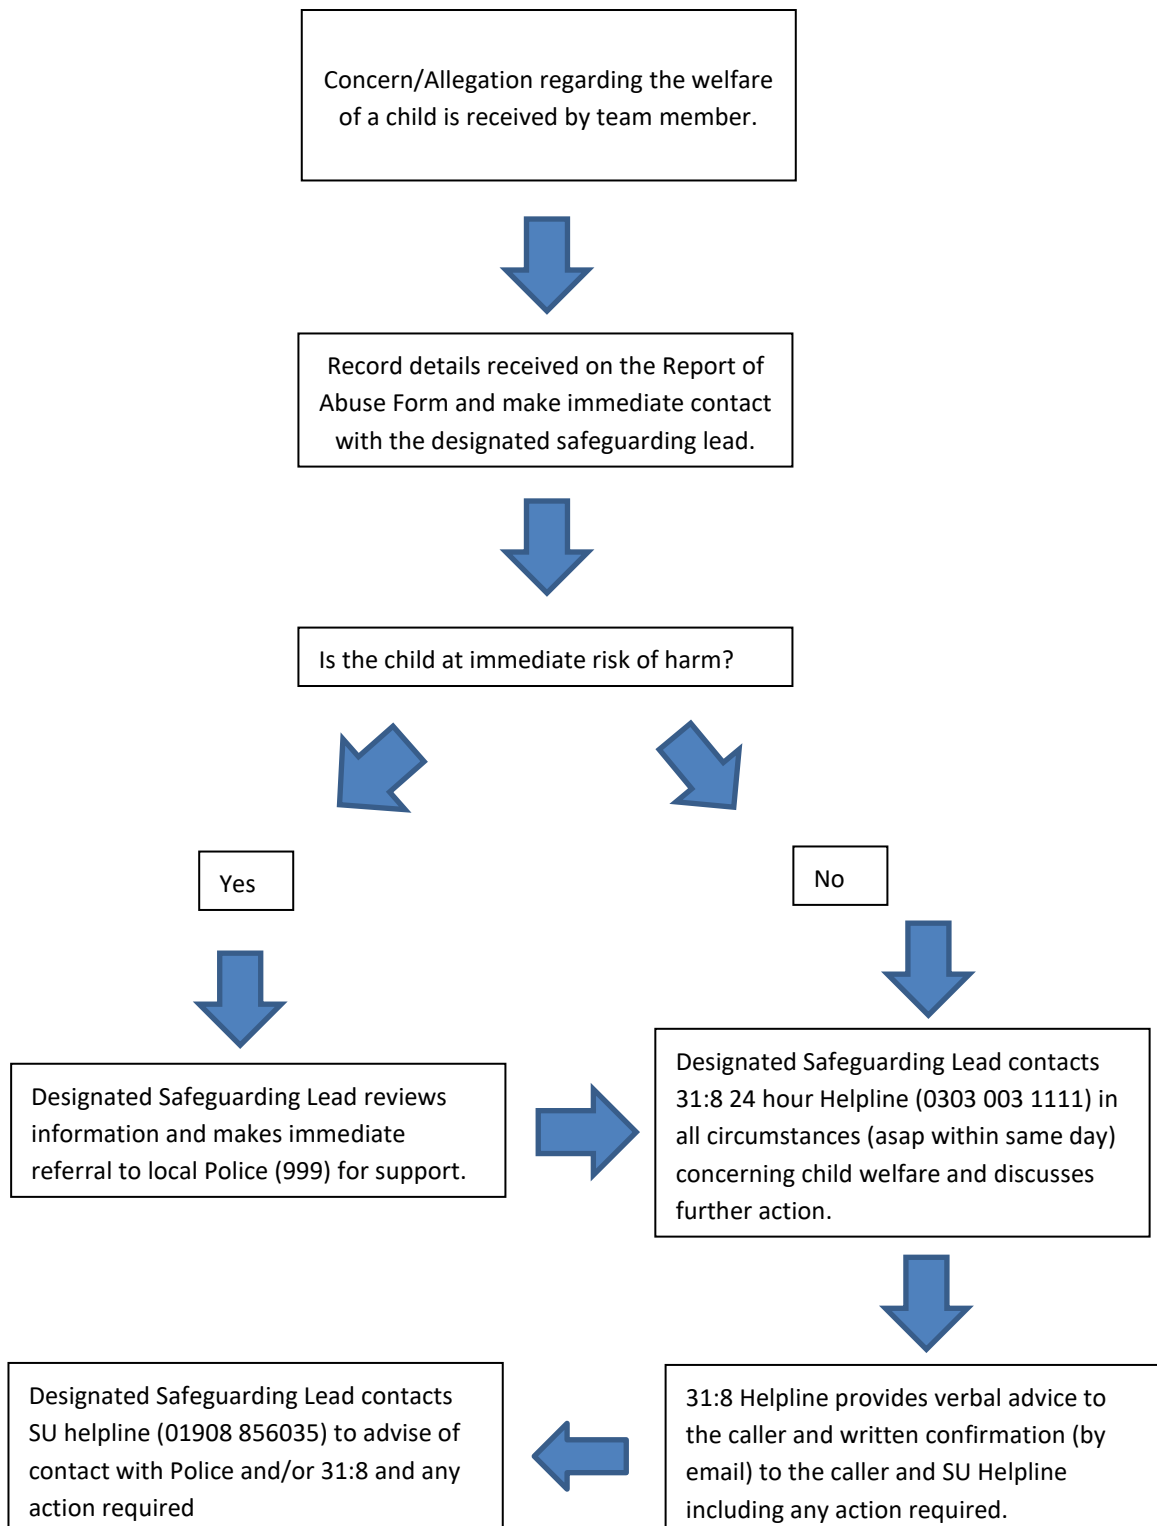 Concern/Allegation regarding the welfare
of a child is received by team member.
Record details received on the Report of
Abuse Form and make immediate contact
with the designated safeguarding lead.
Is the child at immediate risk of harm?
Yes
No
Designated Safeguarding Lead reviews
information and makes immediate
referral to local Police (999) for support.
Designated Safeguarding Lead contacts
31:8 24 hour Helpline (0303 003 1111) in
all circumstances (asap within same day)
concerning child welfare and discusses
further action.
31:8 Helpline provides verbal advice to
the caller and written confirmation (by
email) to the caller and SU Helpline
including any action required.
Designated Safeguarding Lead contacts
SU helpline (01908 856035) to advise of
contact with Police and/or 31:8 and any
action required